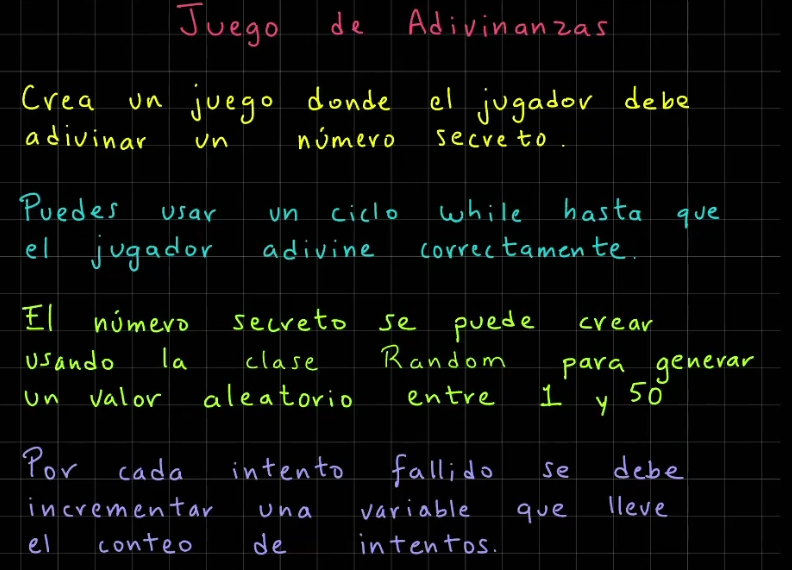 Juego de Adivinanzas
Crea un juego donde el jugador debe
adivinar un número secreto.
Puedes usar un ciclo while hasta que
el jugador adivine correctamente.
El número secreto se puede crear
usando la clase Random para generar
un valor aleatorio entre 1 y 50
Por cada intento fallido se debe
incrementar una variable que lleve
el conteo de intentos.